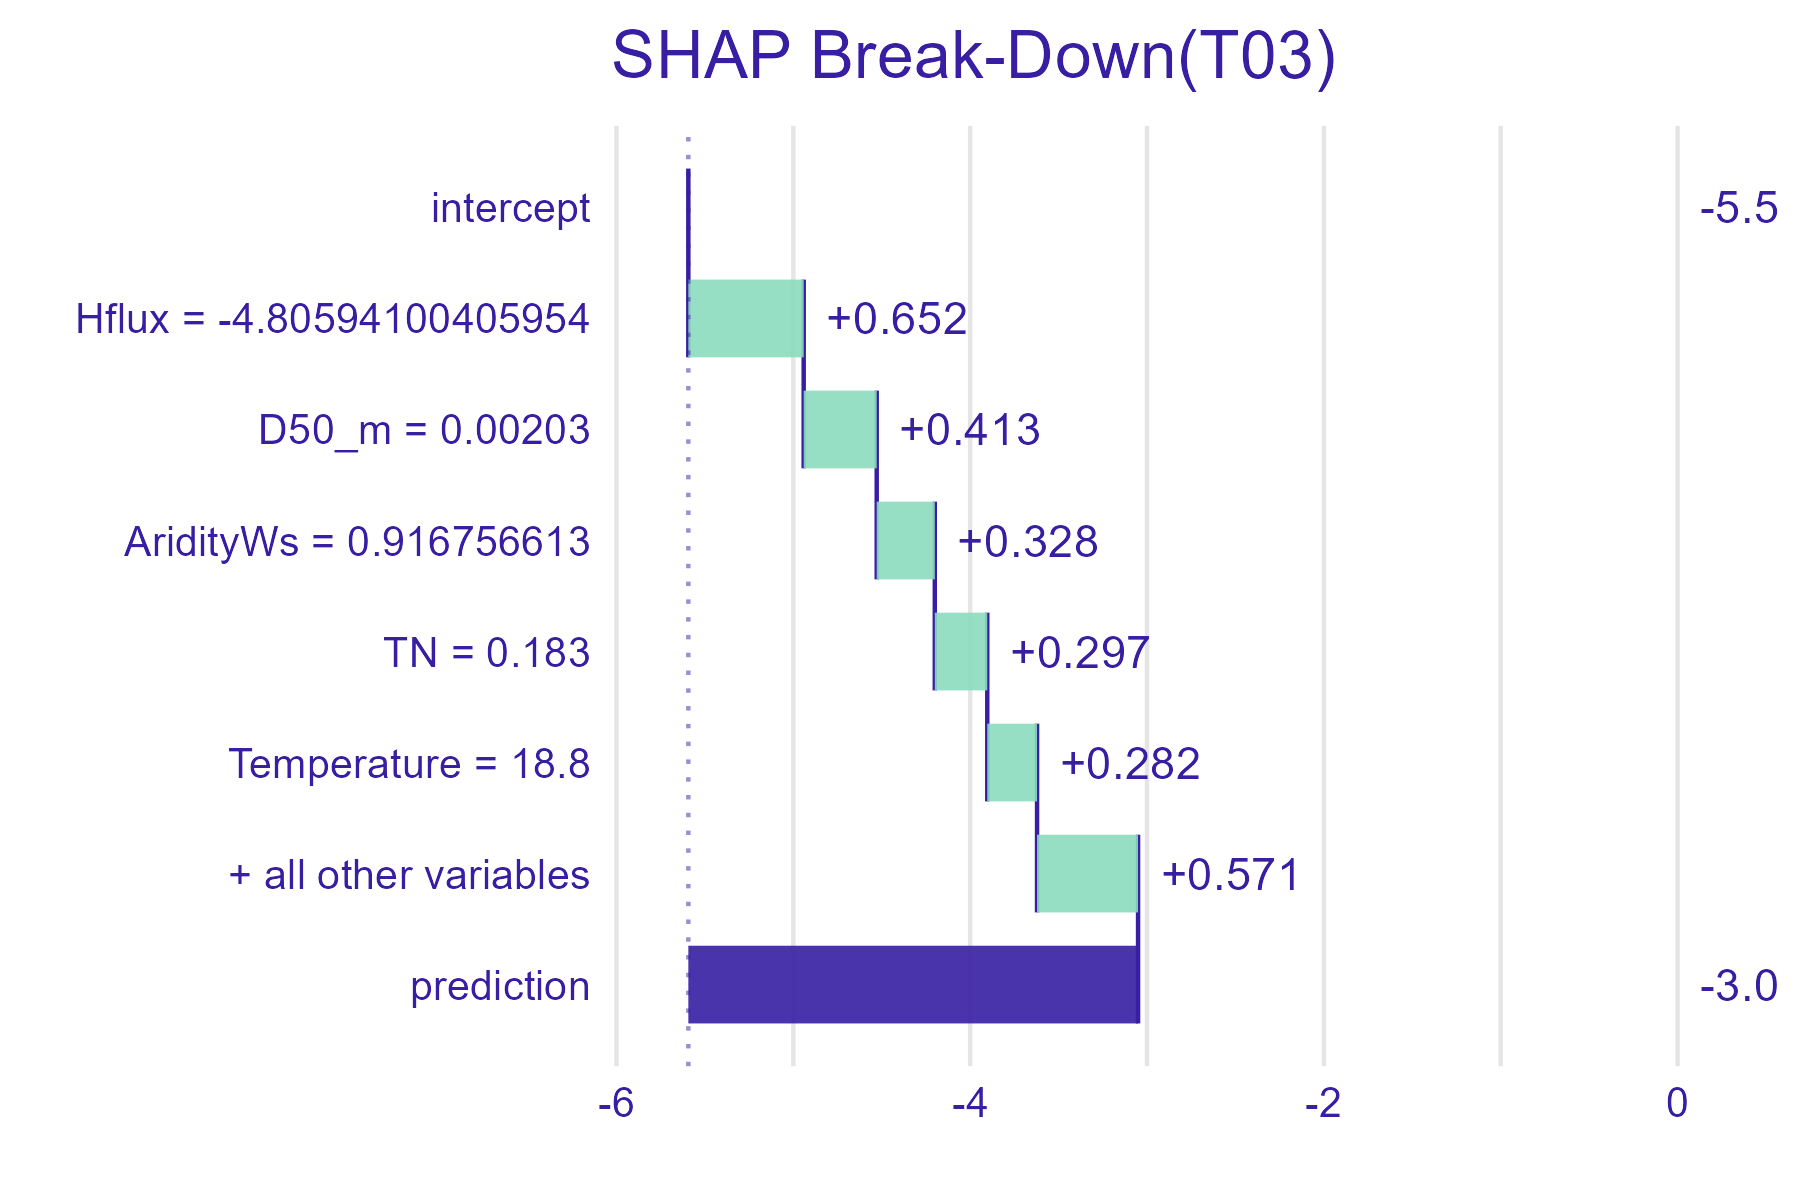 SHAP Break-Down(T03)
intercept -5.5
Hflux = -4.80594100405954 +0.652
D50_m = 0.00203 +0.413
AridityWs = 0.916756613 +0.328
TN = 0.183 +0.297
Temperature = 18.8 +0.282
+ all other variables +0.571
prediction -3.0
-6 -4 -2 0